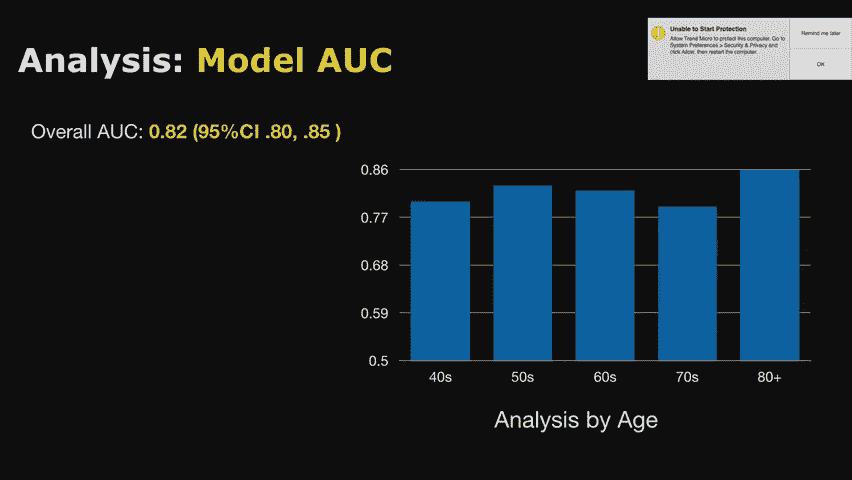 Analysis: Model AUC
Unable to Start Protection
Allow Trend Micro to protect this computer. Go to
System Preferences > Security & Privacy and
click Allow, then restart the computer.
Remind me later
OK
Overall AUC: 0.82 (95%CI .80, .85 )
0.86
0.77
0.68
0.59
0.5
40s 50s 60s 70s 80+
Analysis by Age